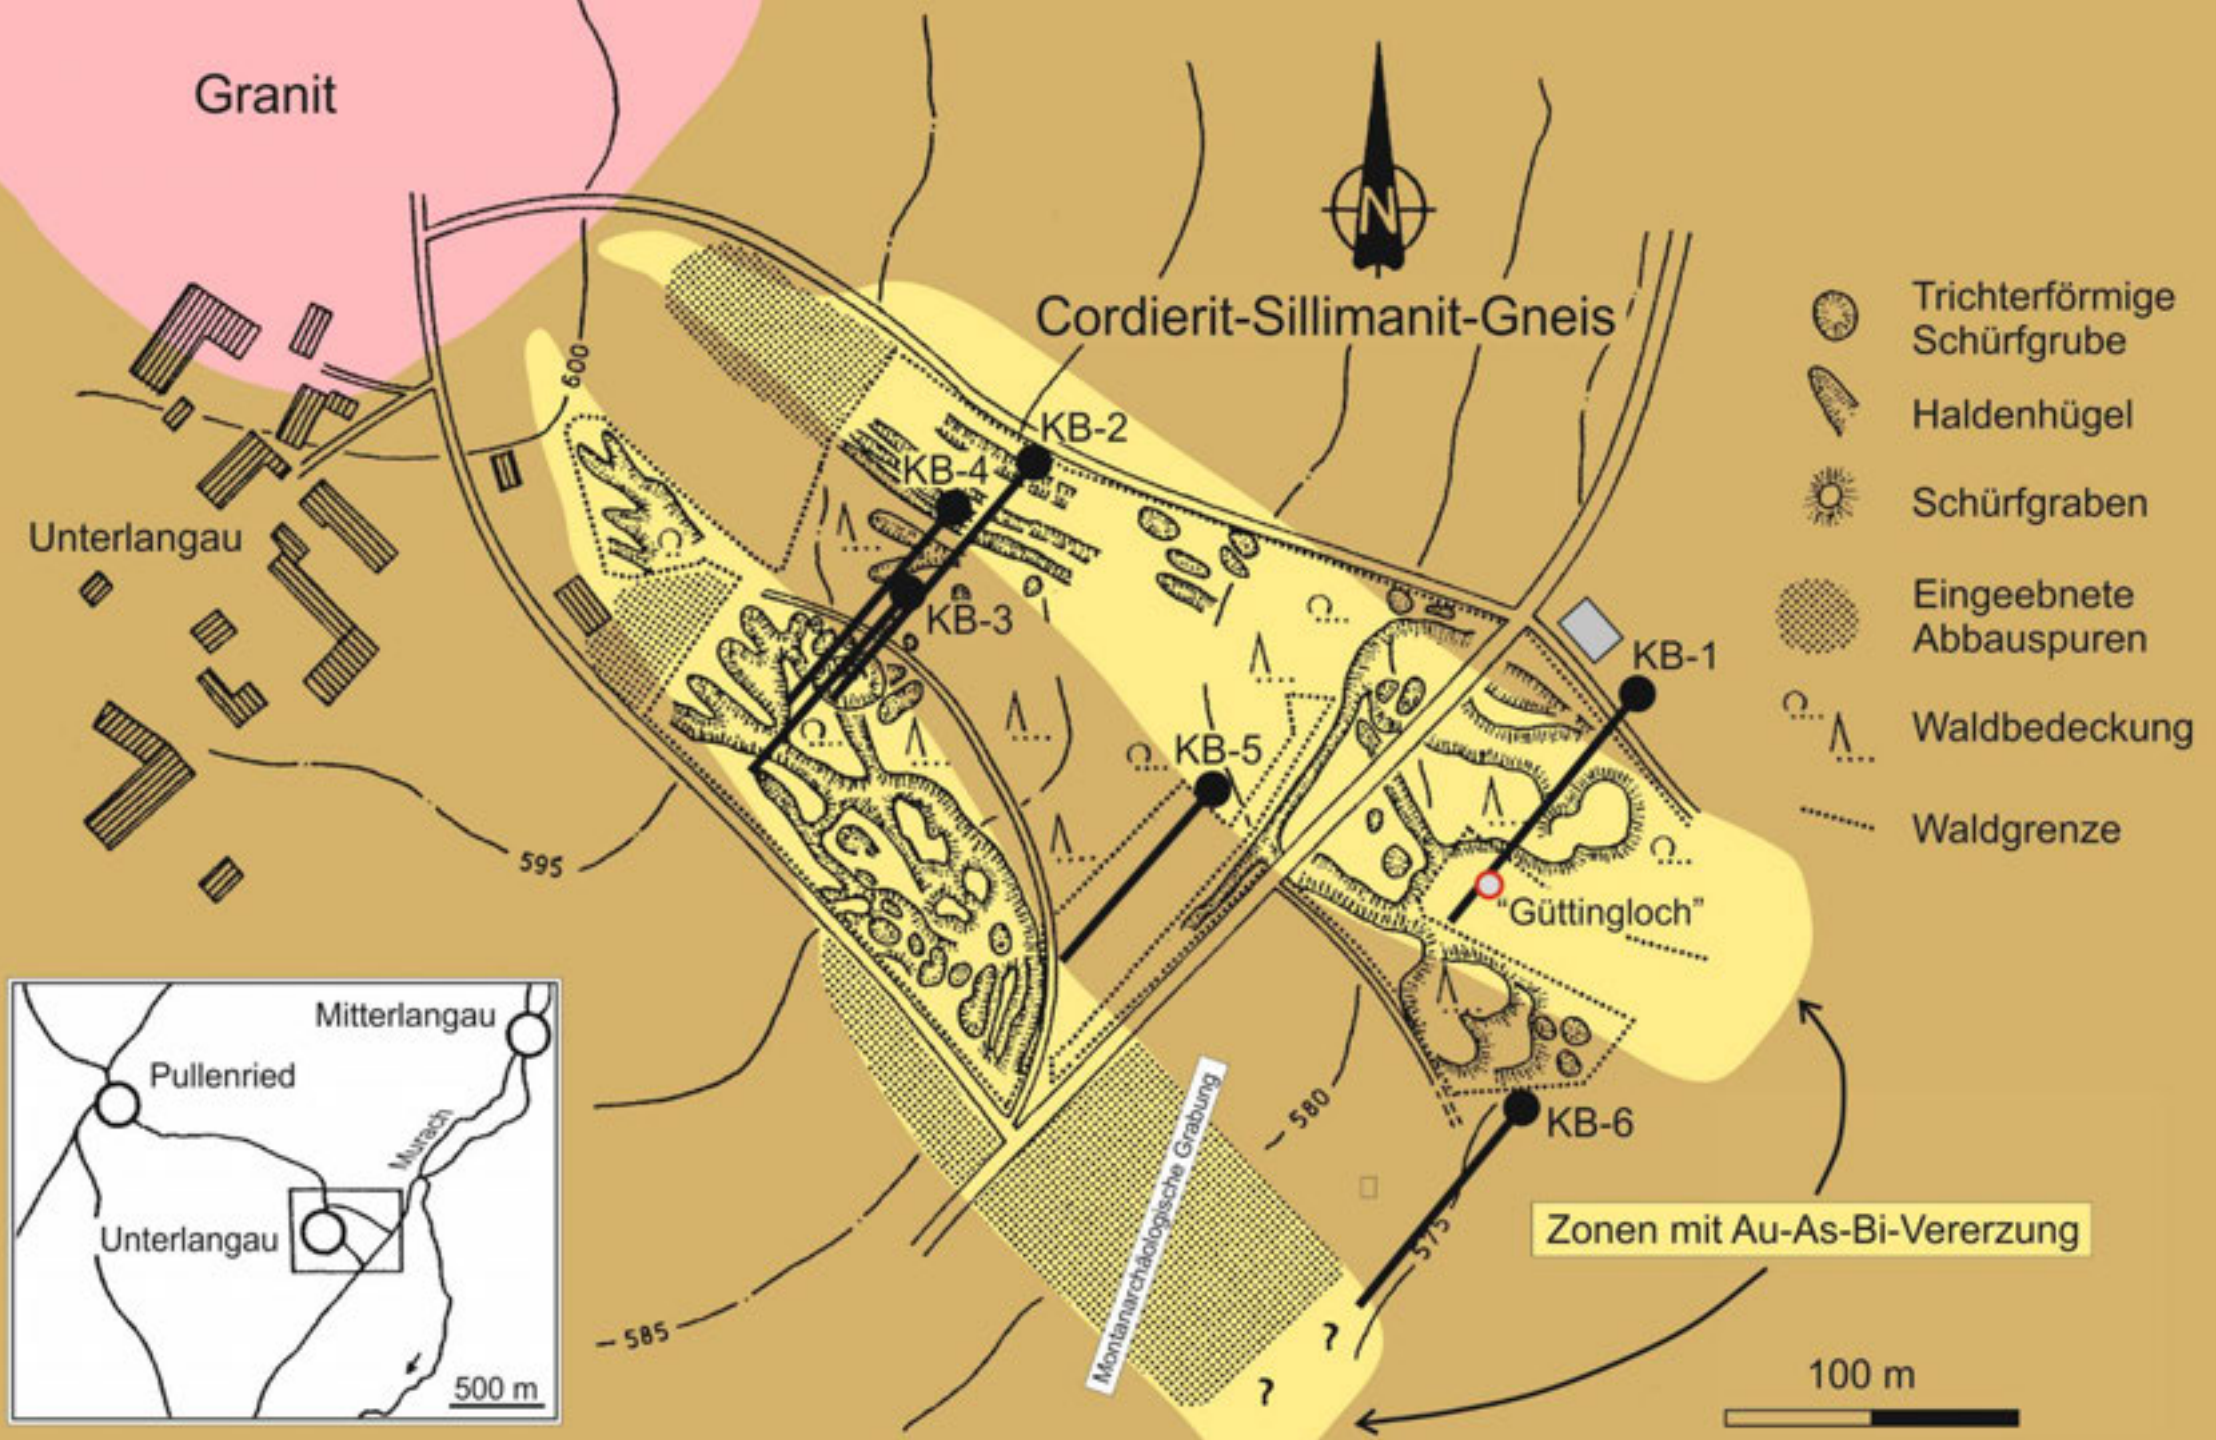 Granit
N
Cordierit-Sillimanit-Gneis
Trichterförmige
Schürfgrube
Haldenhügel
Schürfgraben
Eingeebnete
Abbauspuren
Waldbedeckung
Waldgrenze
600
KB-2
KB-4
KB-3
Unterlangau
KB-1
KB-5
595
"Güttingloch"
KB-6
580
575
585
Montanarchäologische Grabung
Zonen mit Au-As-Bi-Vererzung
?
?
100 m
Mitterlangau
Pullenried
Murach
Unterlangau
500 m